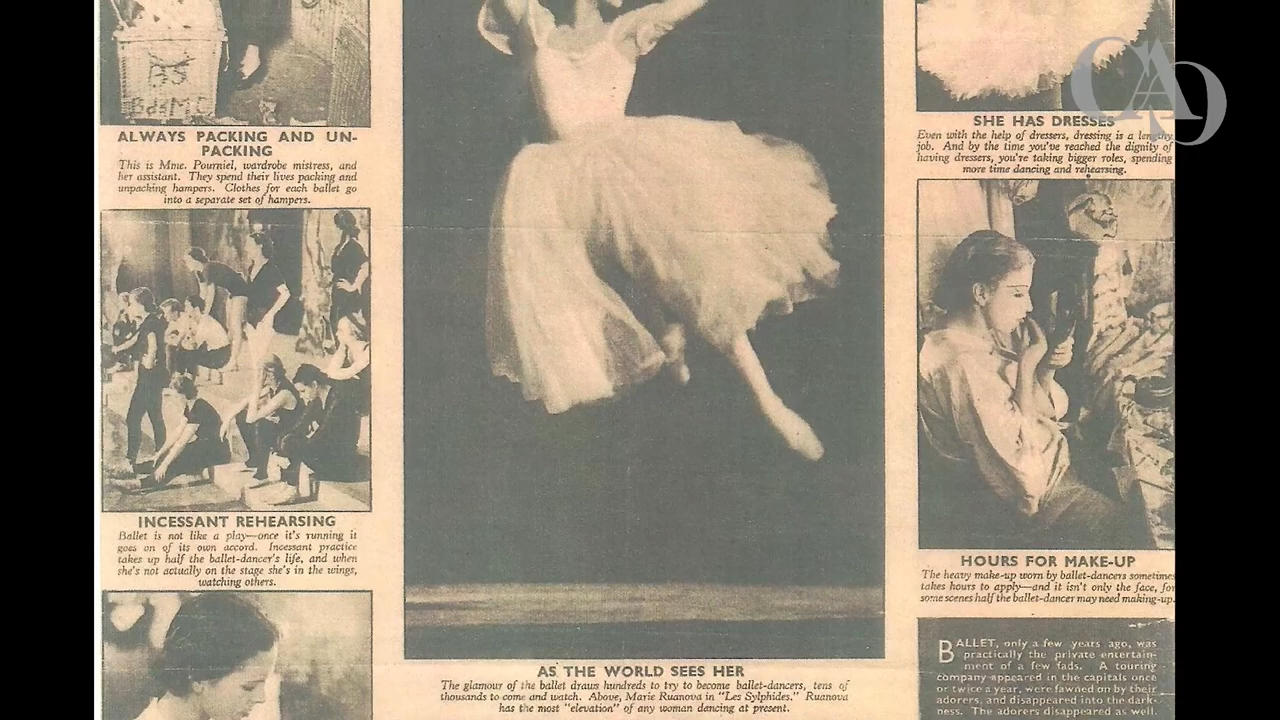 BS
BdsM.C
ALWAYS PACKING AND UN-
PACKING
This is Mme. Pourniel, wardrobe mistress, and
her assistant. They spend their lives packing and
unpacking hampers. Clothes for each ballet go
into a separate set of hampers.
INCESSANT REHEARSING
Ballet is not like a play—once it's running it
goes on of its own accord. Incessant practice
takes up half the ballet-dancer's life, and when
she's not actually on the stage she's in the wings,
watching others.
AS THE WORLD SEES HER
The glamour of the ballet draws hundreds to try to become ballet-dancers, tens of
thousands to come and watch. Above, Marie Ruanova in "Les Sylphides." Ruanova
has the most "elevation" of any woman dancing at present.
SHE HAS DRESSES
Even with the help of dressers, dressing is a lengthy
job. And by the time you've reached the dignity of
having dressers, you're taking bigger roles, spending
more time dancing and rehearsing.
HOURS FOR MAKE-UP
The heavy make-up worn by ballet-dancers sometimes
takes hours to apply—and it isn't only the face, for
some scenes half the ballet-dancer may need making-up.
BALLET, only a few years ago, was
practically the private entertain-
ment of a few fads. A touring
company appeared in the capitals once
or twice a year, were fawned on by their
adorers, and disappeared into the dark-
ness. The adorers disappeared as well.